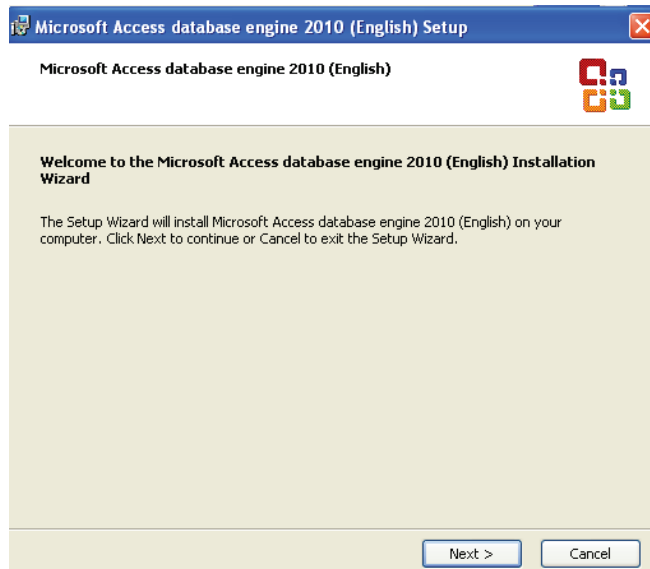 Microsoft Access database engine 2010 (English) Setup
Microsoft Access database engine 2010 (English)
Welcome to the Microsoft Access database engine 2010 (English) Installation
Wizard
The Setup Wizard will install Microsoft Access database engine 2010 (English) on your
computer. Click Next to continue or Cancel to exit the Setup Wizard.
Next >
Cancel